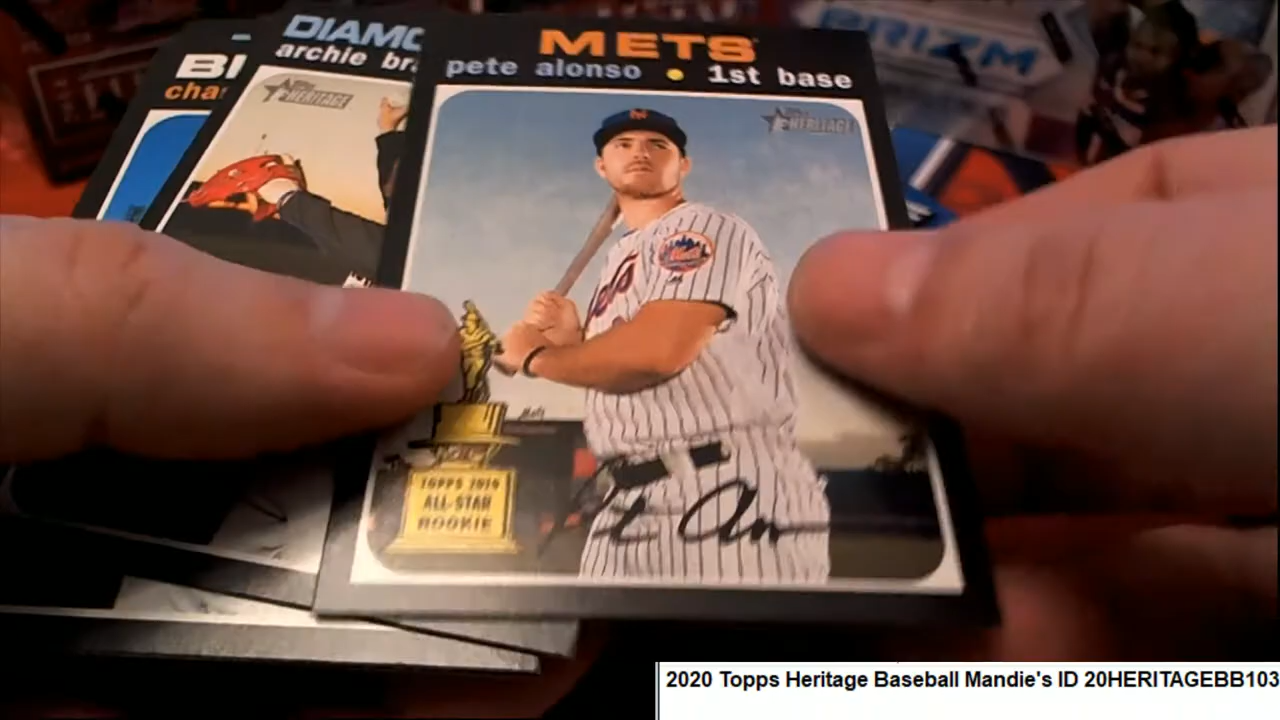 METS
pete alonso • 1st base
HERITAGE
DIAMO
archie bra
HERITAGE
BI
cha
PRIZM
Mets
TOPPS 2019
ALL-STAR
ROOKIE
2020 Topps Heritage Baseball Mandie's ID 20HERITAGEBB103